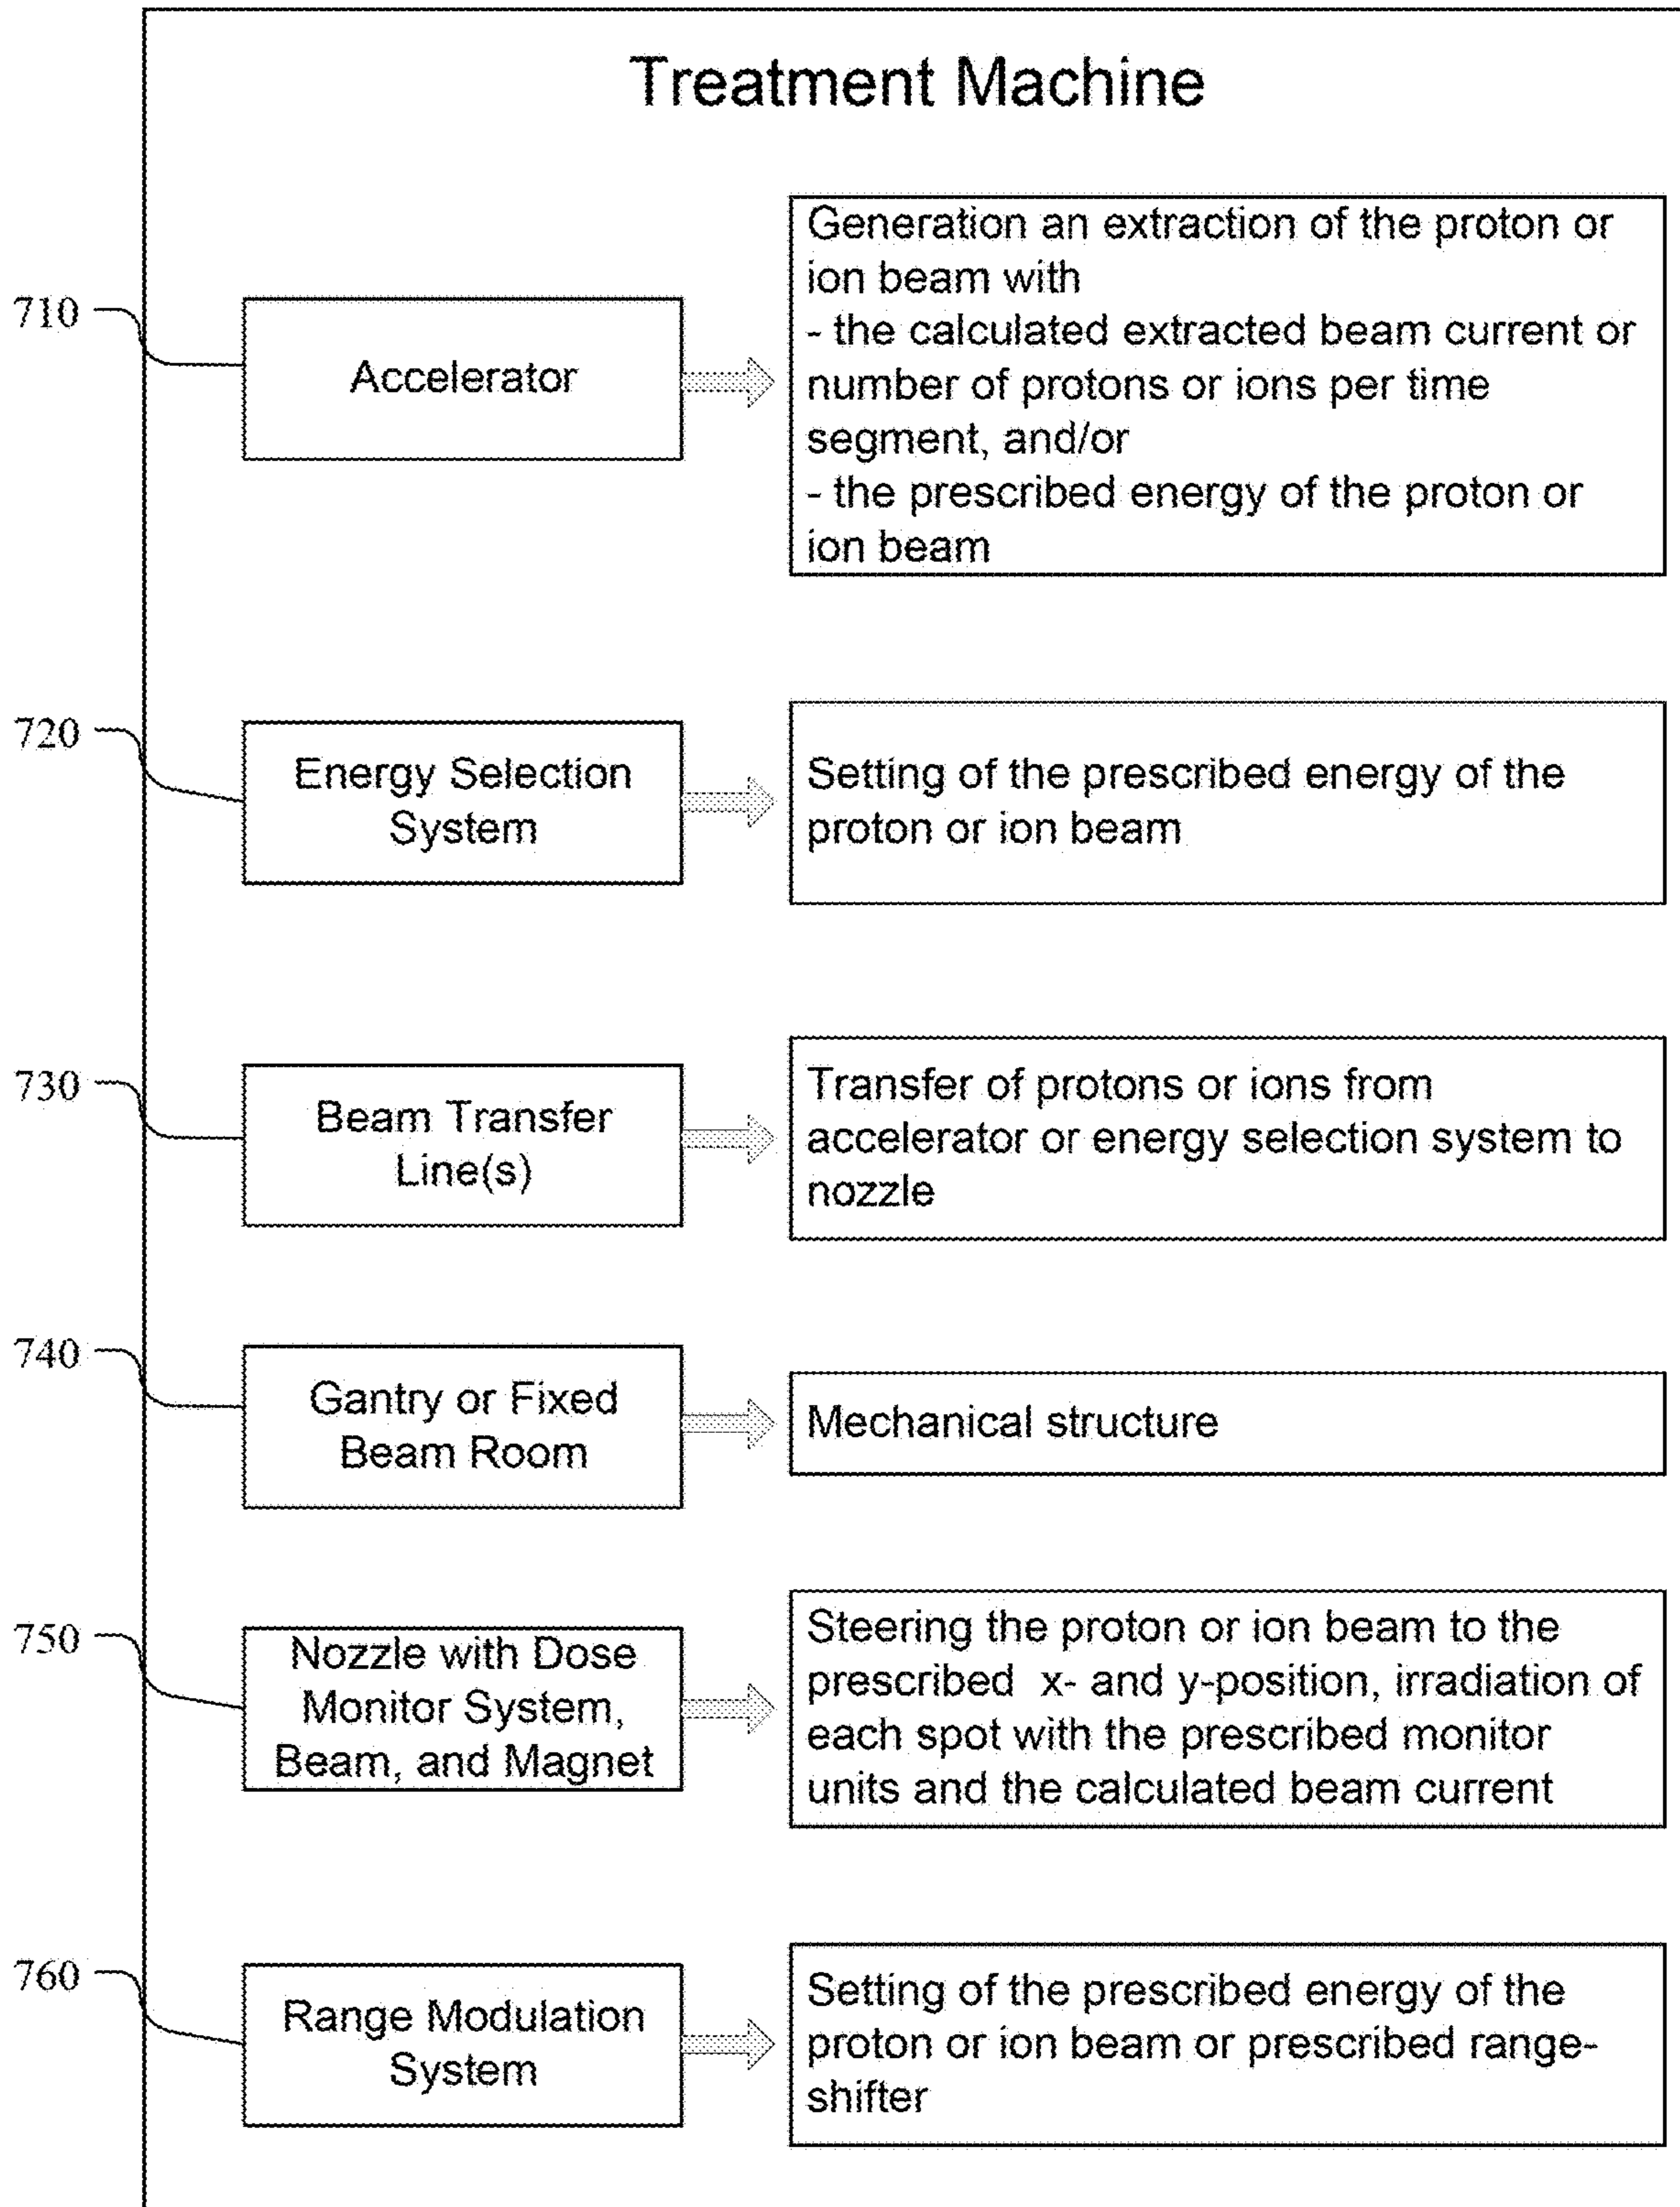 Treatment Machine
710
Accelerator
Generation an extraction of the proton or
ion beam with
- the calculated extracted beam current or
number of protons or ions per time
segment, and/or
- the prescribed energy of the proton or
ion beam
720
Energy Selection
System
Setting of the prescribed energy of the
proton or ion beam
730
Beam Transfer
Line(s)
Transfer of protons or ions from
accelerator or energy selection system to
nozzle
740
Gantry or Fixed
Beam Room
Mechanical structure
750
Nozzle with Dose
Monitor System,
Beam, and Magnet
Steering the proton or ion beam to the
prescribed x- and y-position, irradiation of
each spot with the prescribed monitor
units and the calculated beam current
760
Range Modulation
System
Setting of the prescribed energy of the
proton or ion beam or prescribed range-
shifter